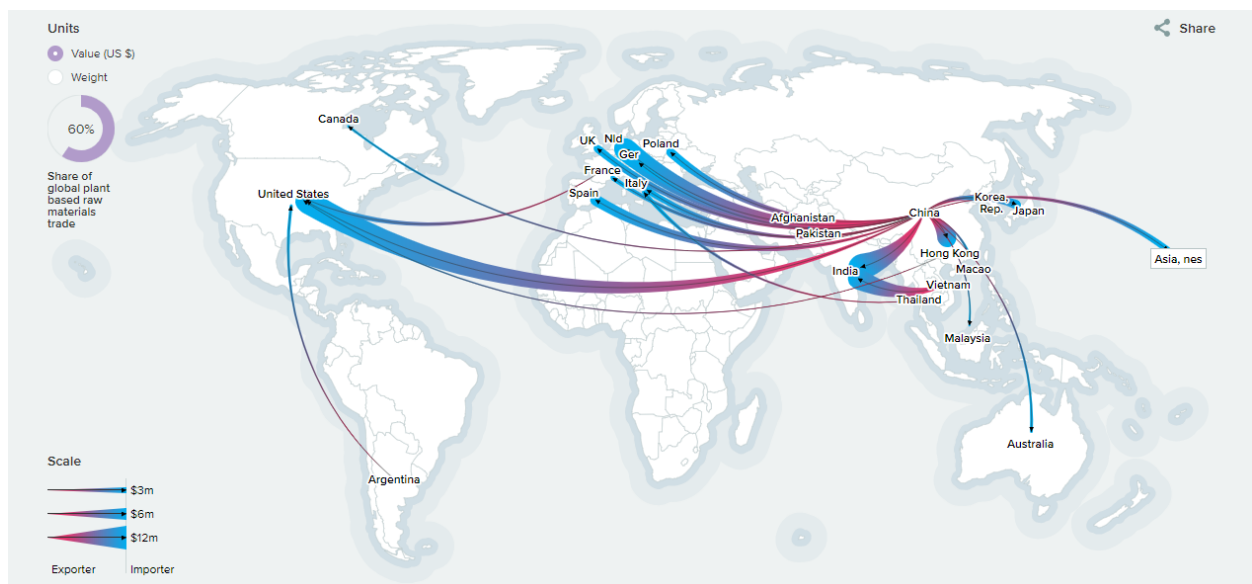 Units
Share
Value (US $)
Weight
60%
Share of
global plant
based raw
materials
trade
Canada
UK
Nld
Ger
Poland
France
Italy
Spain
United States
Afghanistan
Pakistan
China
Korea,
Rep.
Japan
Hong Kong
Asia, nes
India
Macao
Vietnam
Thailand
Malaysia
Australia
Argentina
Scale
$3m
$6m
$12m
Exporter
Importer